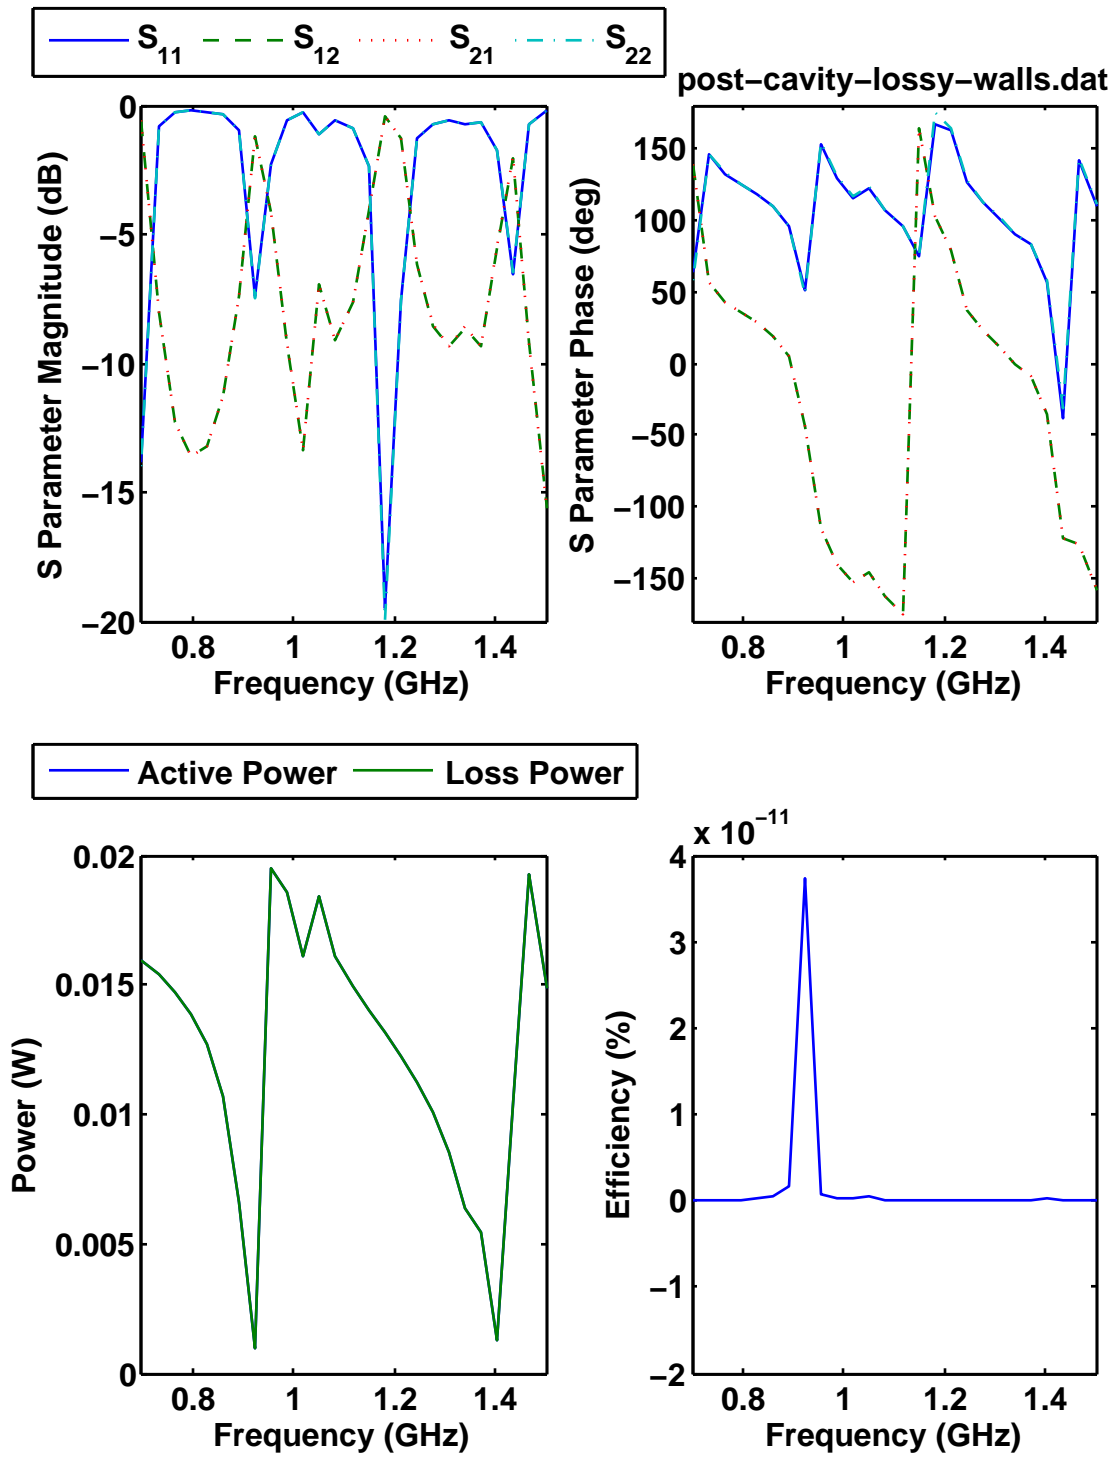 S11 S12 S21 S22
post−cavity−lossy−walls.dat
0
−5
−10
−15
−20
S Parameter Magnitude (dB)
0.8 1 1.2 1.4
Frequency (GHz)
150
100
50
0
−50
−100
−150
S Parameter Phase (deg)
0.8 1 1.2 1.4
Frequency (GHz)
Active Power Loss Power
0.02
0.015
0.01
0.005
0
Power (W)
0.8 1 1.2 1.4
Frequency (GHz)
x 10−11
4
3
2
1
0
−1
−2
Efficiency (%)
0.8 1 1.2 1.4
Frequency (GHz)